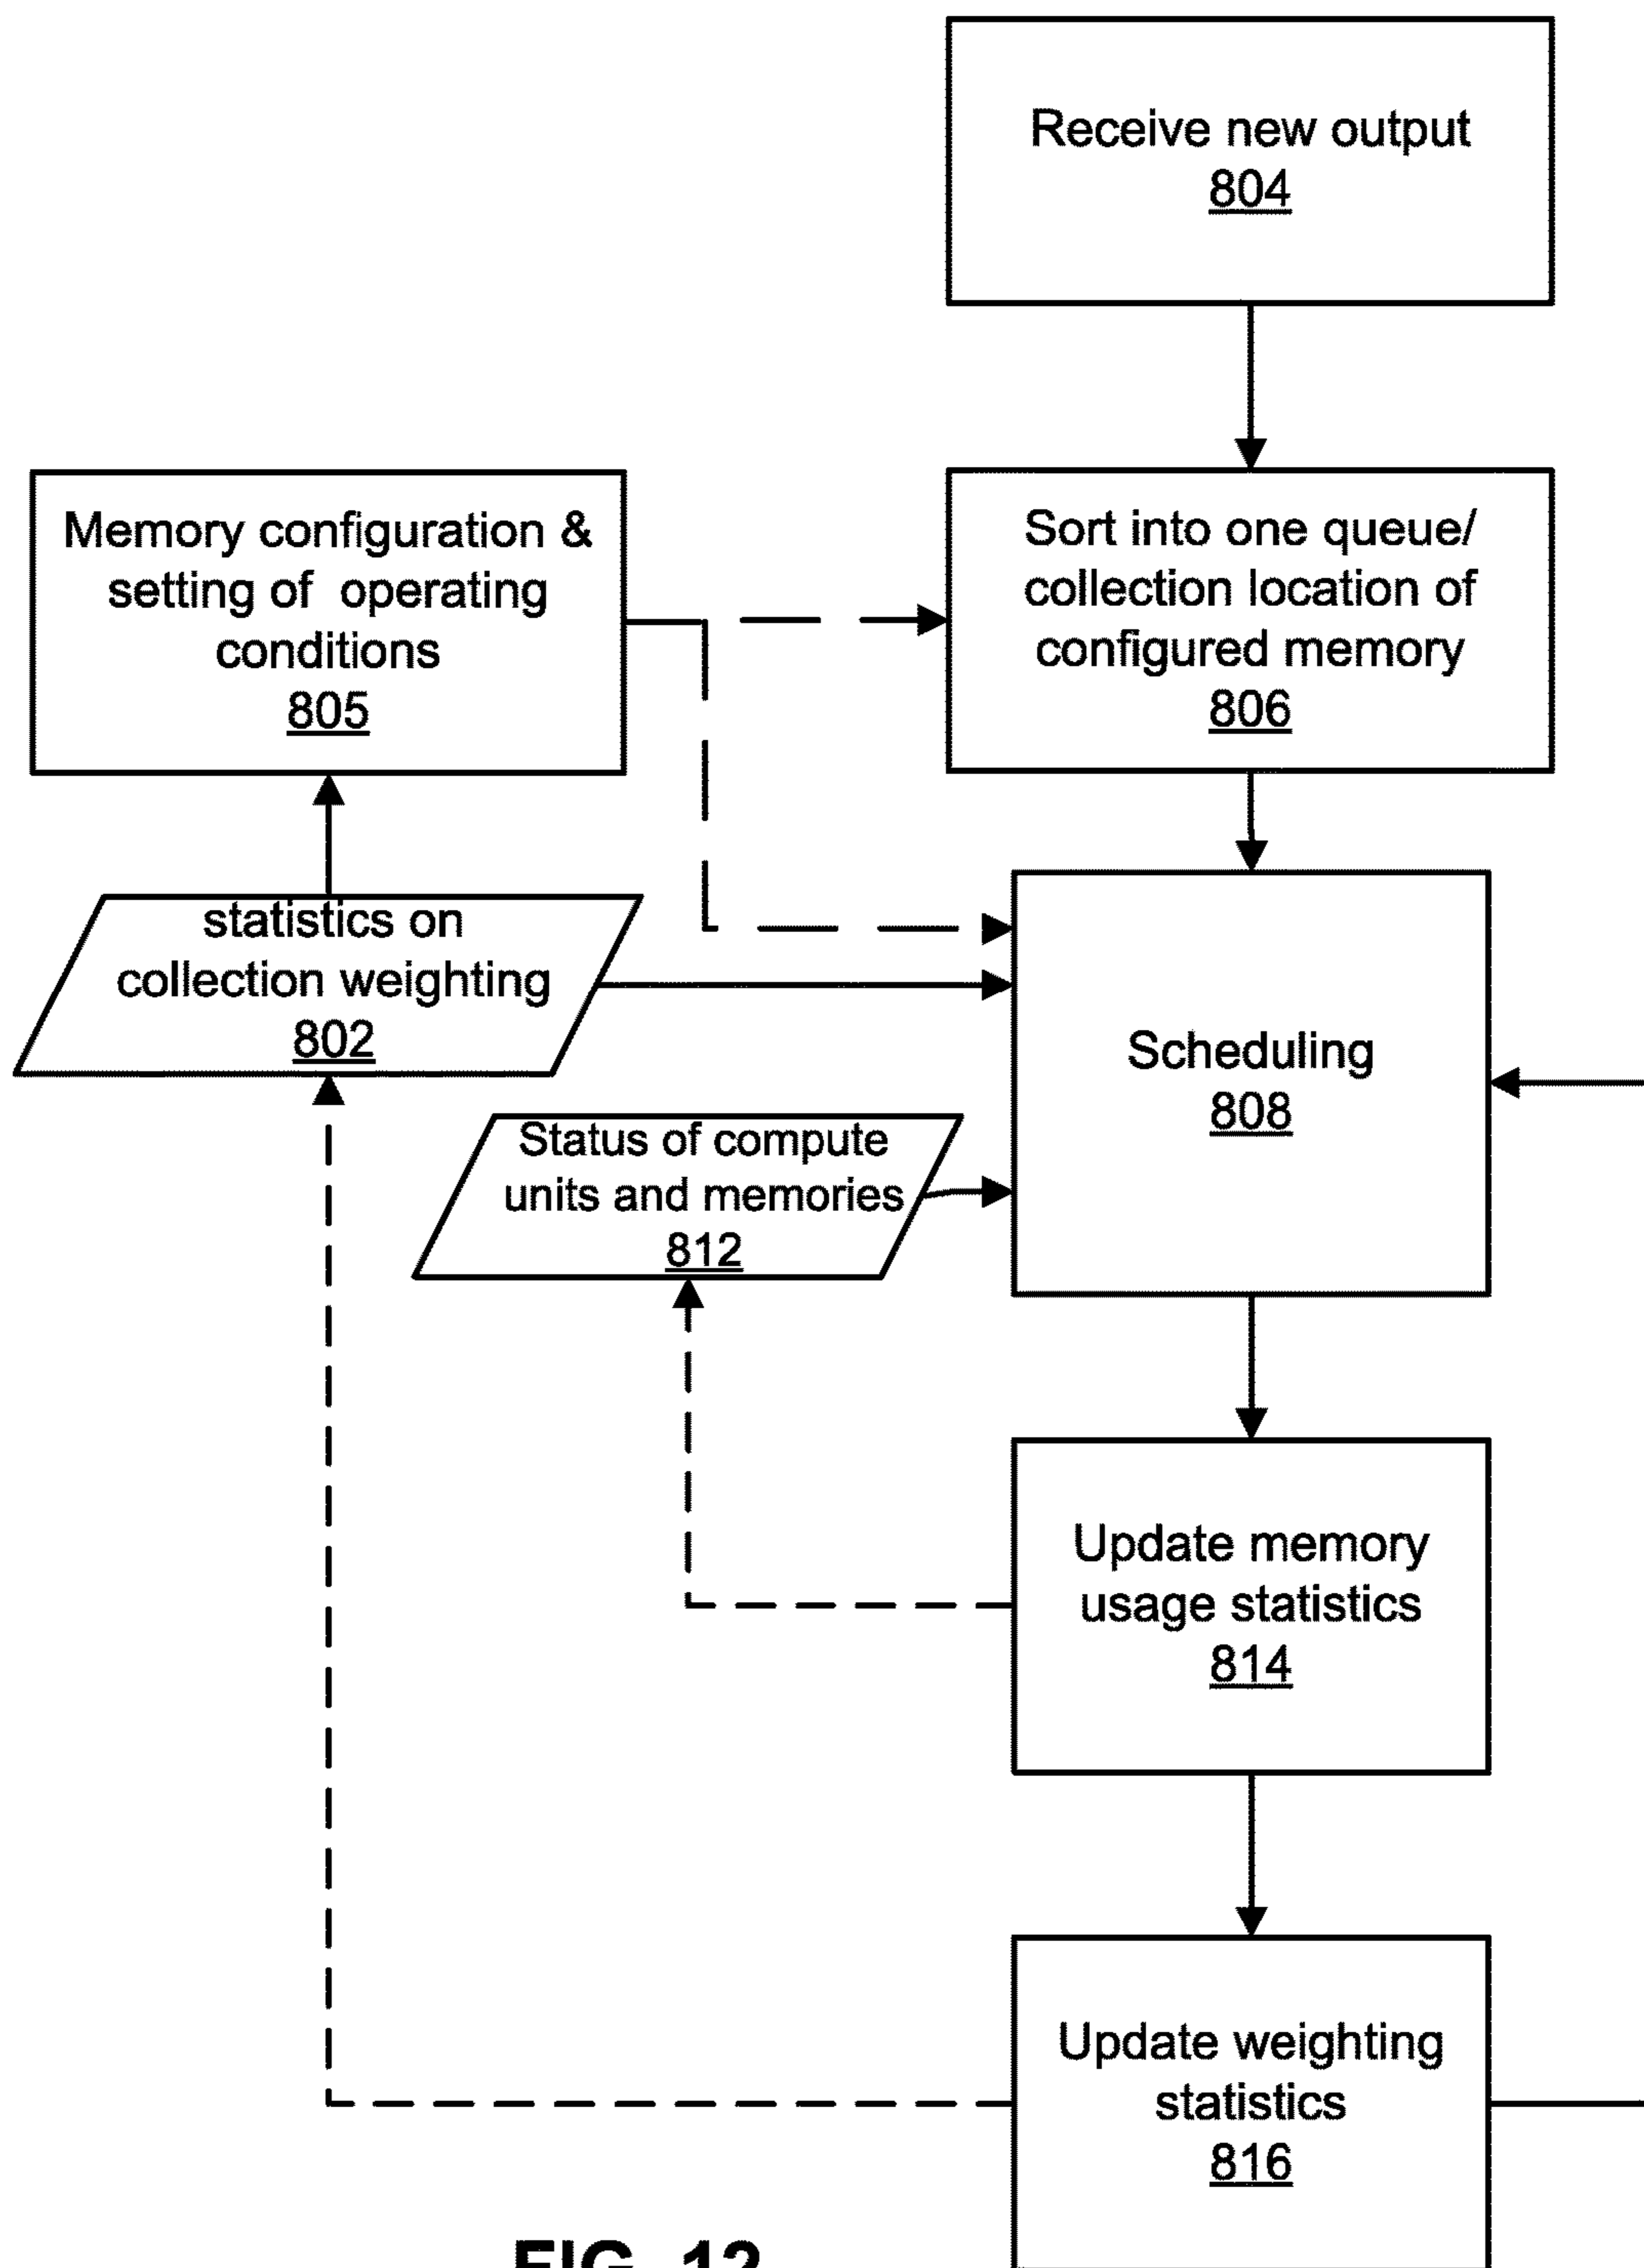 Receive new output
804
Memory configuration &
setting of operating
conditions
805
Sort into one queue/
collection location of
configured memory
806
statistics on
collection weighting
802
Scheduling
808
Status of compute
units and memories
812
Update memory
usage statistics
814
Update weighting
statistics
816
FIG. 12